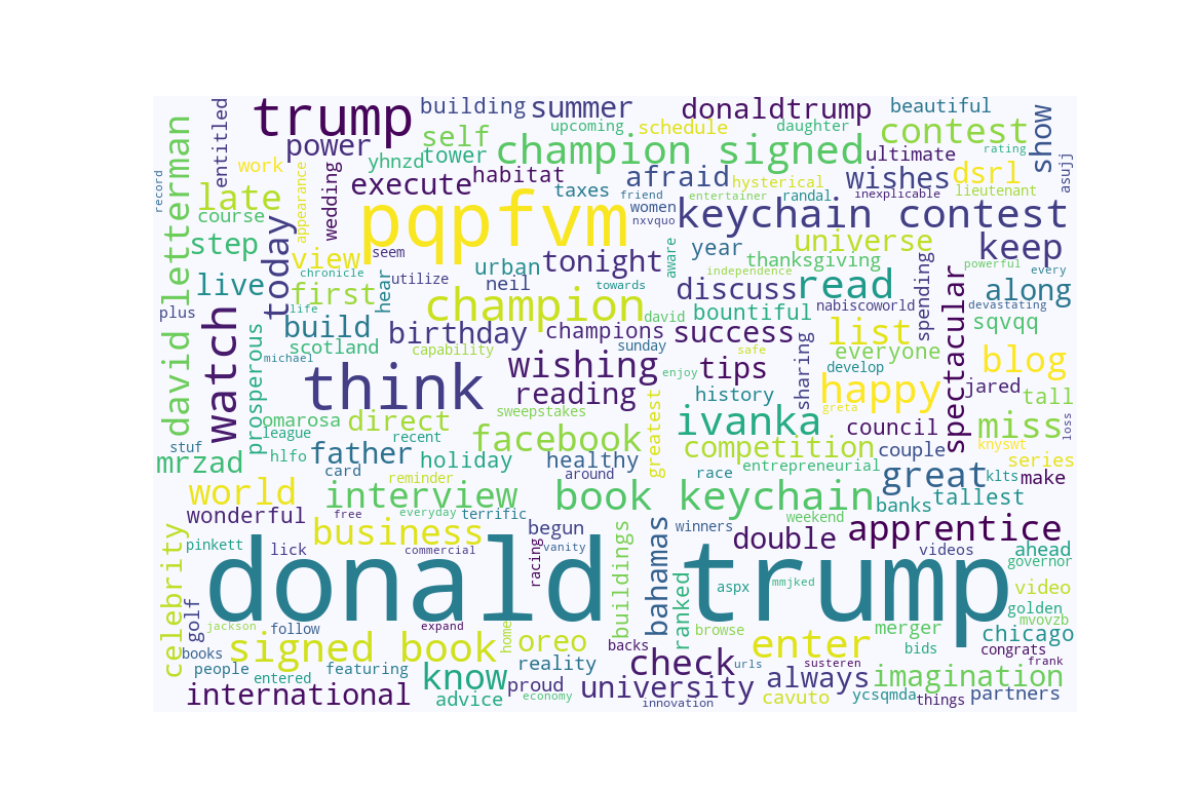 trump
building
summer
donaldtrump
beautiful
entitled
david letterman
power
self
upcoming
schedule
daughter
contest
show
record
work
yhnzd
tower
champion signed
ultimate
rating
asujj
late
appearance
wedding
execute
habitat
taxes
afraid
hysterical
wishes
dsrl
lieutenant
friend
entertainer
randal
inexplicable
course
today
pqpfvm
women
nxvquo
keychain contest
step
view
seem
tonight
aware
year
universe
keep
thanksgiving
live
chronicle
hear
utilize
urban
neil
towards
independence
discuss
read
spending
spectacular
powerful
every
along
plus
watch
first
life
champion
david
bountiful
nabiscoworld
devastating
sqvqq
prosperous
build
birthday
champions
success
sharing
list
scotland
capability
sunday
safe
everyone
blog
michael
think
wishing
enjoy
tips
develop
happy
jared
tall
reading
history
greta
omarosa
direct
sweepstakes
greatest
ivanka
council
miss
loss
stuf
league
recent
facebook
competition
couple
knyswt
mrzad
hlfo
father
holiday
healthy
race
entrepreneurial
great
series
card
reminder
around
klts
make
world
interview
book keychain
banks
tallest
wonderful
free
everyday
terrific
weekend
business
begun
buildings
bahamas
winners
double
apprentice
celebrity
pinkett
lick
commercial
racing
vanity
videos
ahead
governor
donald trump
ranked
aspx
mmjked
video
golf
golden
jackson
follow
expand
home
browse
merger
mvovzb
chicago
books
signed book
oreo
backs
enter
bids
congrats
people
featuring
reality
check
urls
susteren
frank
entered
know
proud
always
imagination
international
advice
economy
university
innovation
cavuto
ycsqmda
things
partners